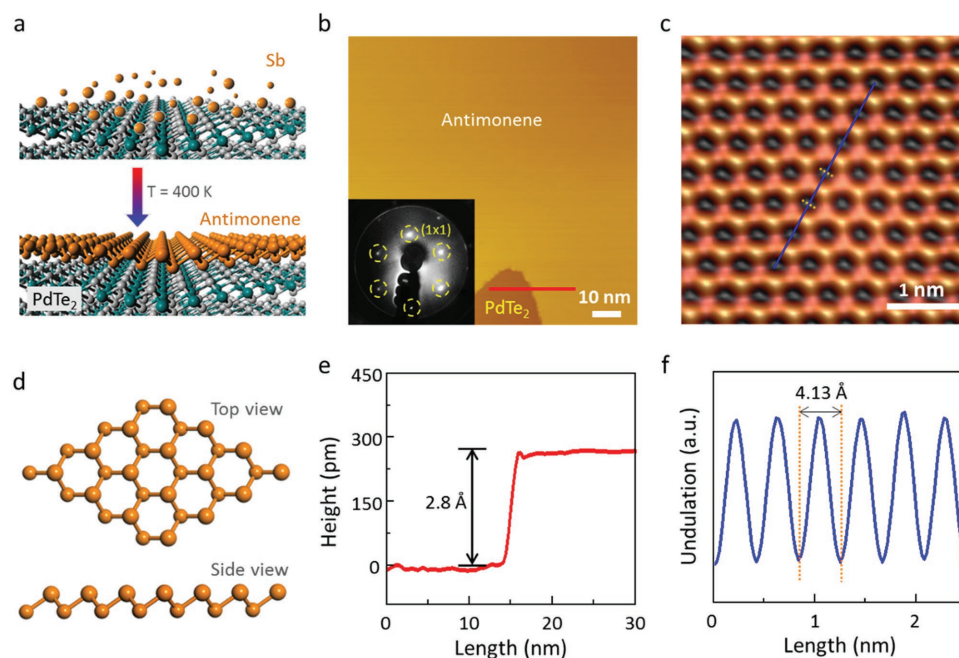 a
Sb
T = 400 K
Antimonene
PdTe₂
b
Antimonene
(1x1)
PdTe₂
10 nm
c
1 nm
d
Top view
Side view
e
Height (pm)
450
300
150
0
2.8 Å
0
10
20
30
Length (nm)
f
Undulation (a.u.)
4.13 Å
0
1
2
Length (nm)